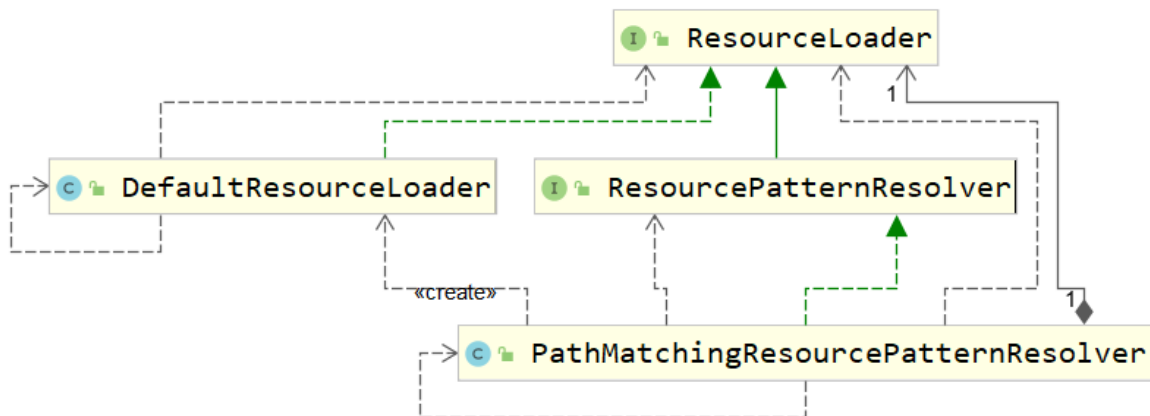 I ResourceLoader
1
C DefaultResourceLoader
I ResourcePatternResolver
«create»
1
C PathMatchingResourcePatternResolver